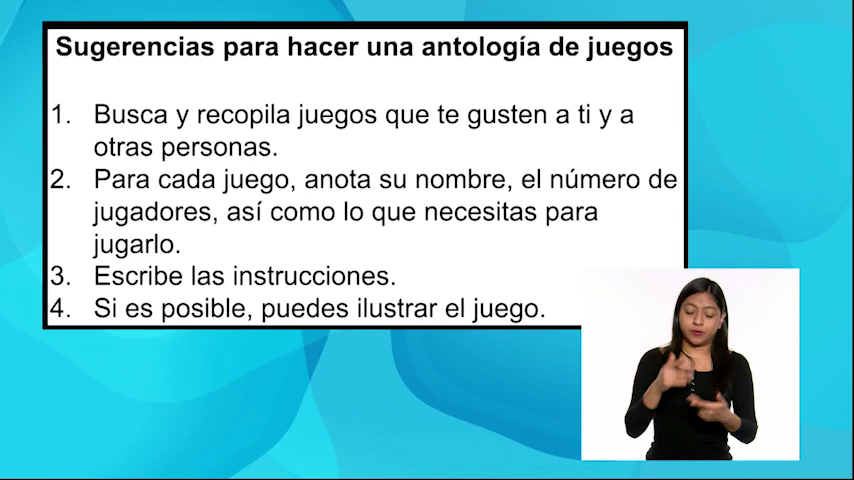 Sugerencias para hacer una antología de juegos
1. Busca y recopila juegos que te gusten a ti y a
otras personas.
2. Para cada juego, anota su nombre, el número de
jugadores, así como lo que necesitas para
jugarlo.
3. Escribe las instrucciones.
4. Si es posible, puedes ilustrar el juego.